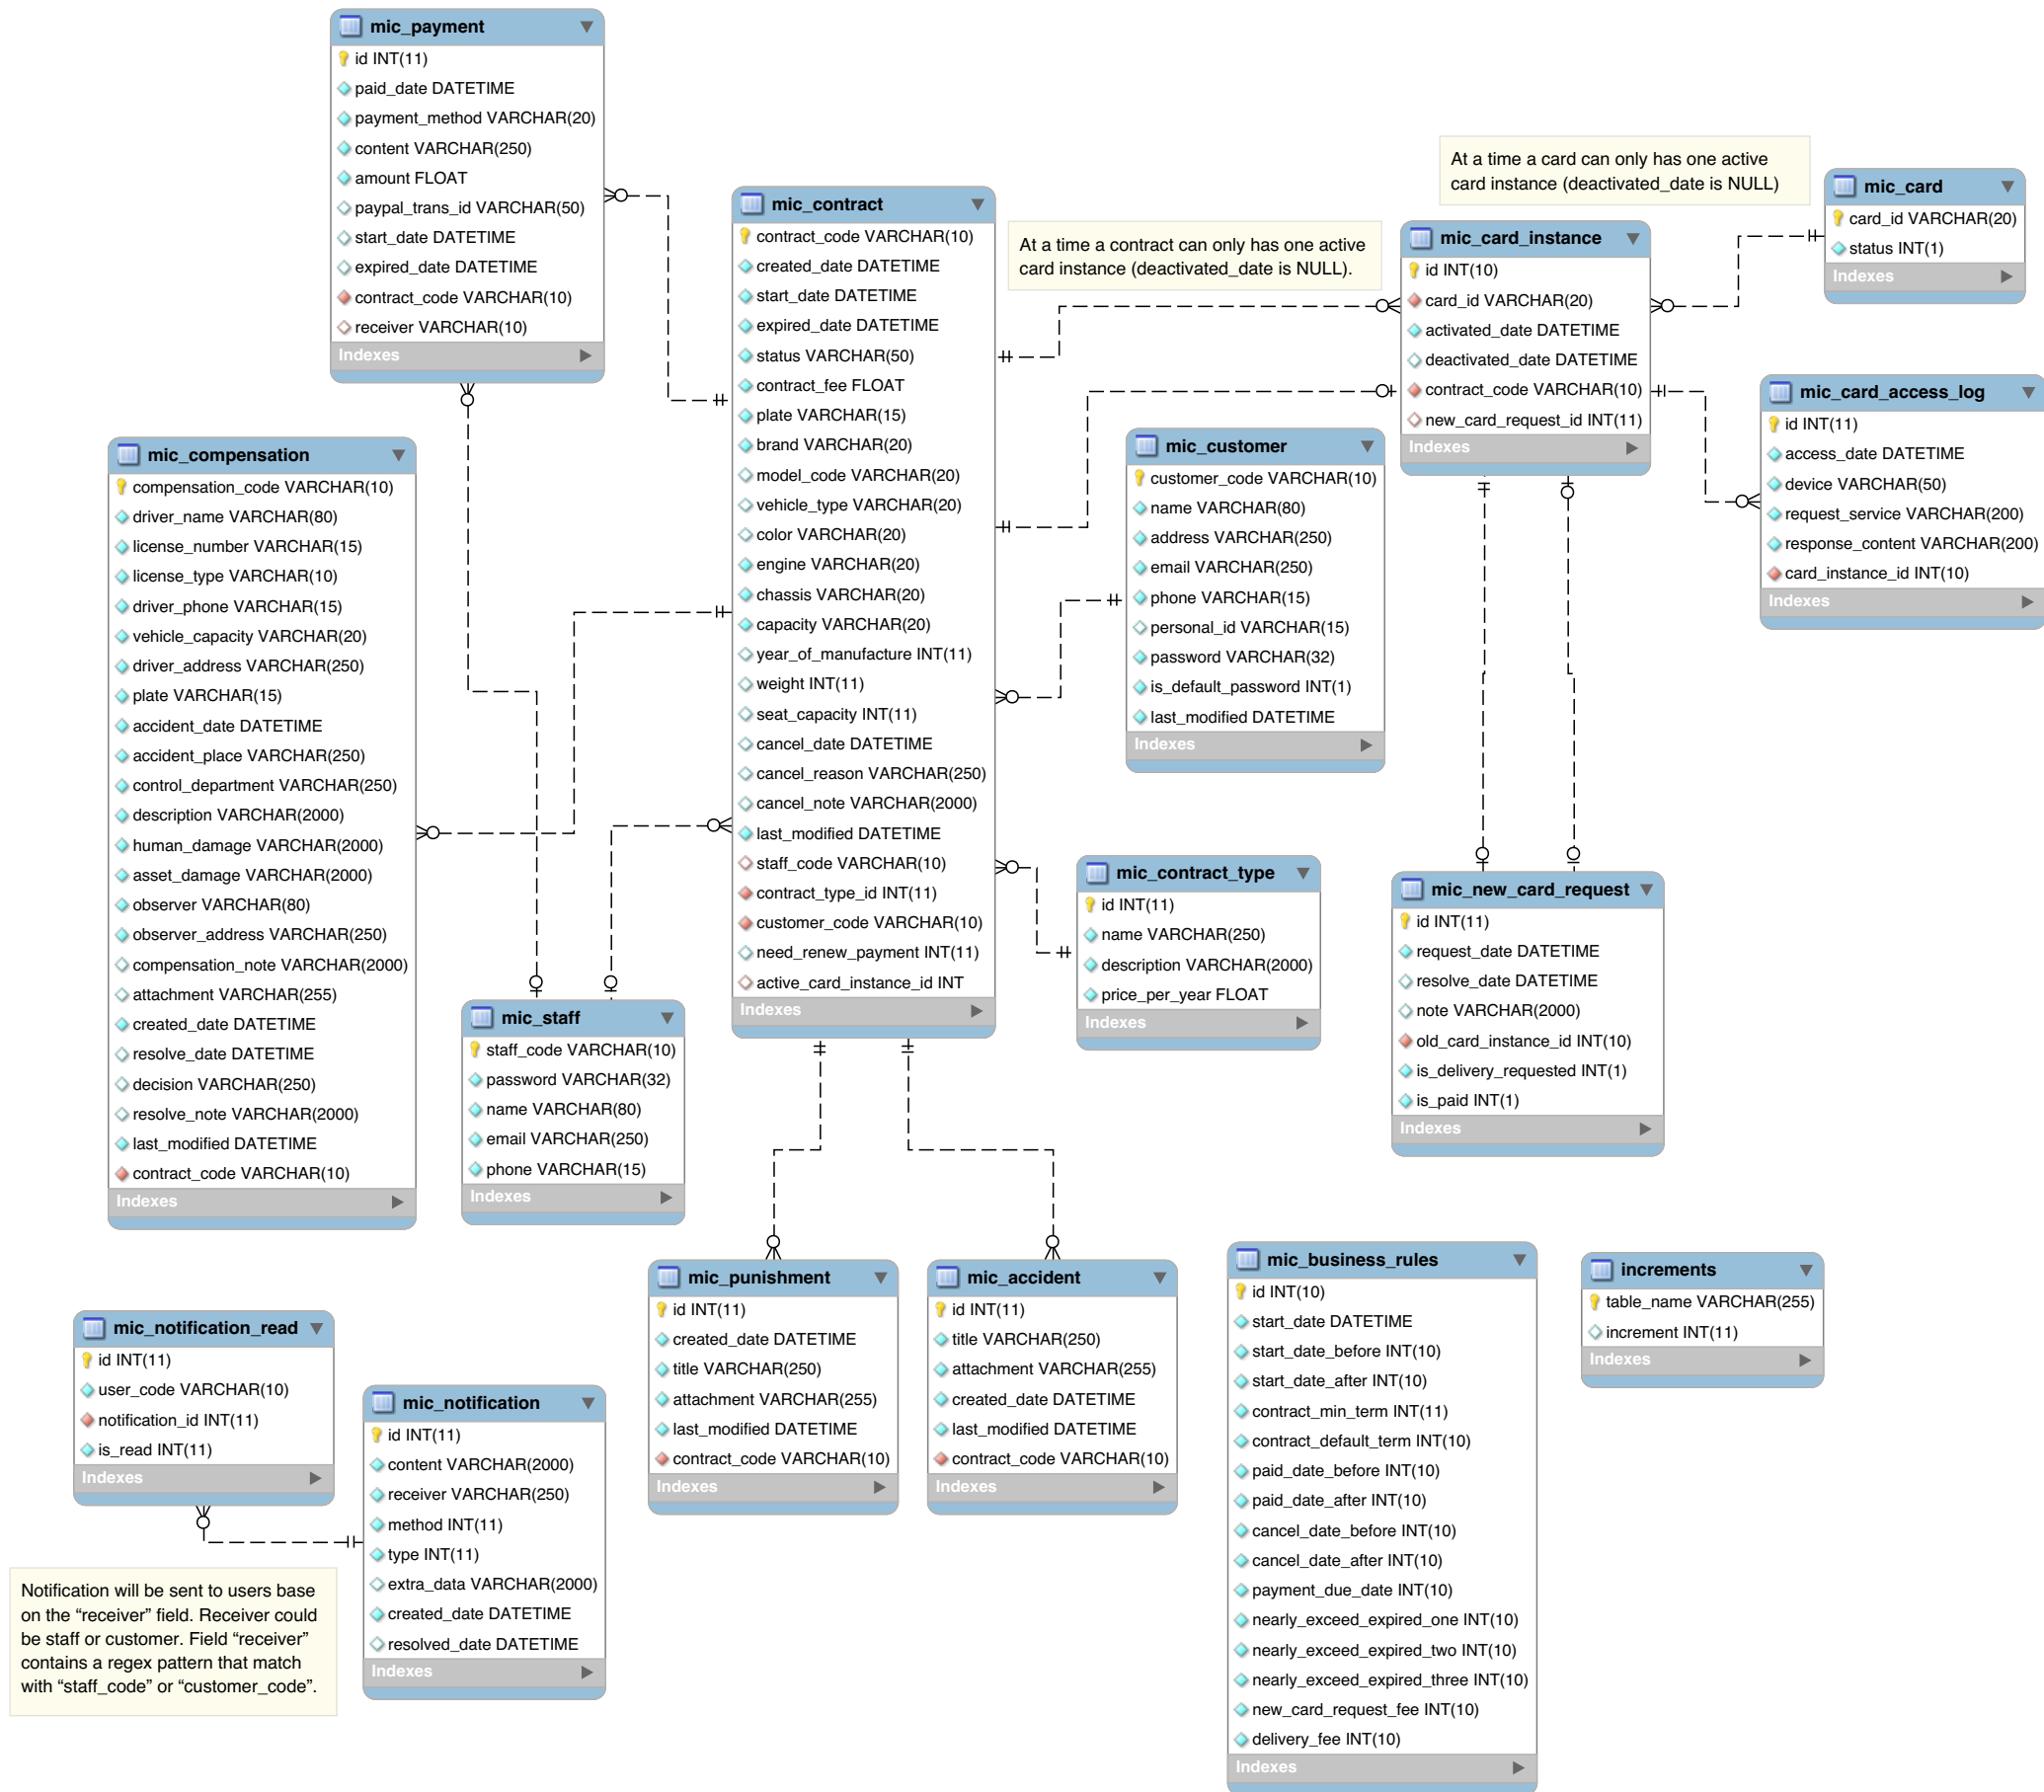 mic_payment
id INT(11)
paid_date DATETIME
payment_method VARCHAR(20)
content VARCHAR(250)
amount FLOAT
paypal_trans_id VARCHAR(50)
start_date DATETIME
expired_date DATETIME
contract_code VARCHAR(10)
receiver VARCHAR(10)
Indexes
mic_contract
contract_code VARCHAR(10)
created_date DATETIME
start_date DATETIME
expired_date DATETIME
status VARCHAR(50)
contract_fee FLOAT
plate VARCHAR(15)
brand VARCHAR(20)
model_code VARCHAR(20)
vehicle_type VARCHAR(20)
color VARCHAR(20)
engine VARCHAR(20)
chassis VARCHAR(20)
capacity VARCHAR(20)
year_of_manufacture INT(11)
weight INT(11)
seat_capacity INT(11)
cancel_date DATETIME
cancel_reason VARCHAR(250)
cancel_note VARCHAR(2000)
last_modified DATETIME
staff_code VARCHAR(10)
contract_type_id INT(11)
customer_code VARCHAR(10)
need_renew_payment INT(11)
active_card_instance_id INT
Indexes
At a time a contract can only has one active
card instance (deactivated_date is NULL).
At a time a card can only has one active
card instance (deactivated_date is NULL)
mic_card
card_id VARCHAR(20)
status INT(1)
Indexes
mic_card_instance
id INT(10)
card_id VARCHAR(20)
activated_date DATETIME
deactivated_date DATETIME
contract_code VARCHAR(10)
new_card_request_id INT(11)
Indexes
mic_card_access_log
id INT(11)
access_date DATETIME
device VARCHAR(50)
request_service VARCHAR(200)
response_content VARCHAR(200)
card_instance_id INT(10)
Indexes
mic_customer
customer_code VARCHAR(10)
name VARCHAR(80)
address VARCHAR(250)
email VARCHAR(250)
phone VARCHAR(15)
personal_id VARCHAR(15)
password VARCHAR(32)
is_default_password INT(1)
last_modified DATETIME
Indexes
mic_compensation
compensation_code VARCHAR(10)
driver_name VARCHAR(80)
license_number VARCHAR(15)
license_type VARCHAR(10)
driver_phone VARCHAR(15)
vehicle_capacity VARCHAR(20)
driver_address VARCHAR(250)
plate VARCHAR(15)
accident_date DATETIME
accident_place VARCHAR(250)
control_department VARCHAR(250)
description VARCHAR(2000)
human_damage VARCHAR(2000)
asset_damage VARCHAR(2000)
observer VARCHAR(80)
observer_address VARCHAR(250)
compensation_note VARCHAR(2000)
attachment VARCHAR(255)
created_date DATETIME
resolve_date DATETIME
decision VARCHAR(250)
resolve_note VARCHAR(2000)
last_modified DATETIME
contract_code VARCHAR(10)
Indexes
mic_contract_type
id INT(11)
name VARCHAR(250)
description VARCHAR(2000)
price_per_year FLOAT
Indexes
mic_new_card_request
id INT(11)
request_date DATETIME
resolve_date DATETIME
note VARCHAR(2000)
old_card_instance_id INT(10)
is_delivery_requested INT(1)
is_paid INT(1)
Indexes
mic_staff
staff_code VARCHAR(10)
password VARCHAR(32)
name VARCHAR(80)
email VARCHAR(250)
phone VARCHAR(15)
Indexes
mic_punishment
id INT(11)
created_date DATETIME
title VARCHAR(250)
attachment VARCHAR(255)
last_modified DATETIME
contract_code VARCHAR(10)
Indexes
mic_accident
id INT(11)
title VARCHAR(250)
attachment VARCHAR(255)
created_date DATETIME
last_modified DATETIME
contract_code VARCHAR(10)
Indexes
mic_business_rules
id INT(10)
start_date DATETIME
start_date_before INT(10)
start_date_after INT(10)
contract_min_term INT(11)
contract_default_term INT(10)
paid_date_before INT(10)
paid_date_after INT(10)
cancel_date_before INT(10)
cancel_date_after INT(10)
payment_due_date INT(10)
nearly_exceed_expired_one INT(10)
nearly_exceed_expired_two INT(10)
nearly_exceed_expired_three INT(10)
new_card_request_fee INT(10)
delivery_fee INT(10)
Indexes
increments
table_name VARCHAR(255)
increment INT(11)
Indexes
mic_notification_read
id INT(11)
user_code VARCHAR(10)
notification_id INT(11)
is_read INT(11)
Indexes
mic_notification
id INT(11)
content VARCHAR(2000)
receiver VARCHAR(250)
method INT(11)
type INT(11)
extra_data VARCHAR(2000)
created_date DATETIME
resolved_date DATETIME
Indexes
Notification will be sent to users base
on the “receiver” field. Receiver could
be staff or customer. Field “receiver”
contains a regex pattern that match
with “staff_code” or “customer_code”.